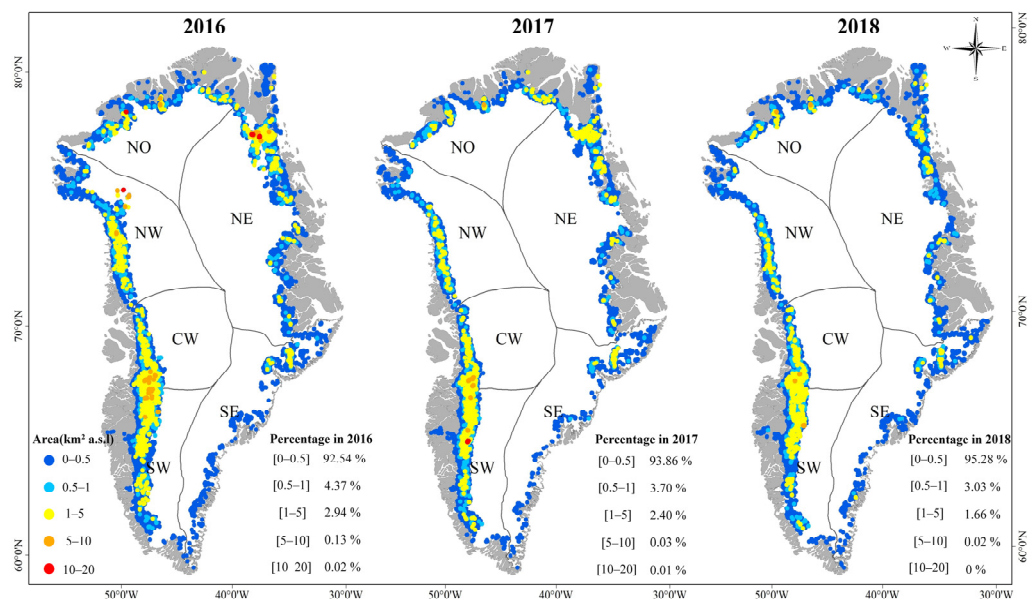 2016
2017
2018
N
W
E
S
80°0'N
70°0'N
60°0'N
80°0'N
70°0'N
60°0'N
NO
NE
NW
CW
SE
SW
NO
NE
NW
CW
SE
SW
NO
NE
NW
CW
SE
SW
Area(km² a.s.l)
0–0.5
0.5–1
1–5
5–10
10–20
Percentage in 2016
[0–0.5] 92.54 %
[0.5–1] 4.37 %
[1–5] 2.94 %
[5–10] 0.13 %
[10 20] 0.02 %
Percentage in 2017
[0–0.5] 93.86 %
[0.5–1] 3.70 %
[1–5] 2.40 %
[5–10] 0.03 %
[10–20] 0.01 %
Percentage in 2018
[0–0.5] 95.28 %
[0.5–1] 3.03 %
[1–5] 1.66 %
[5–10] 0.02 %
[10–20] 0 %
50°0'W 40°0'W 30°0'W 50°0'W 40°0'W 30°0'W 50°0'W 40°0'W 30°0'W